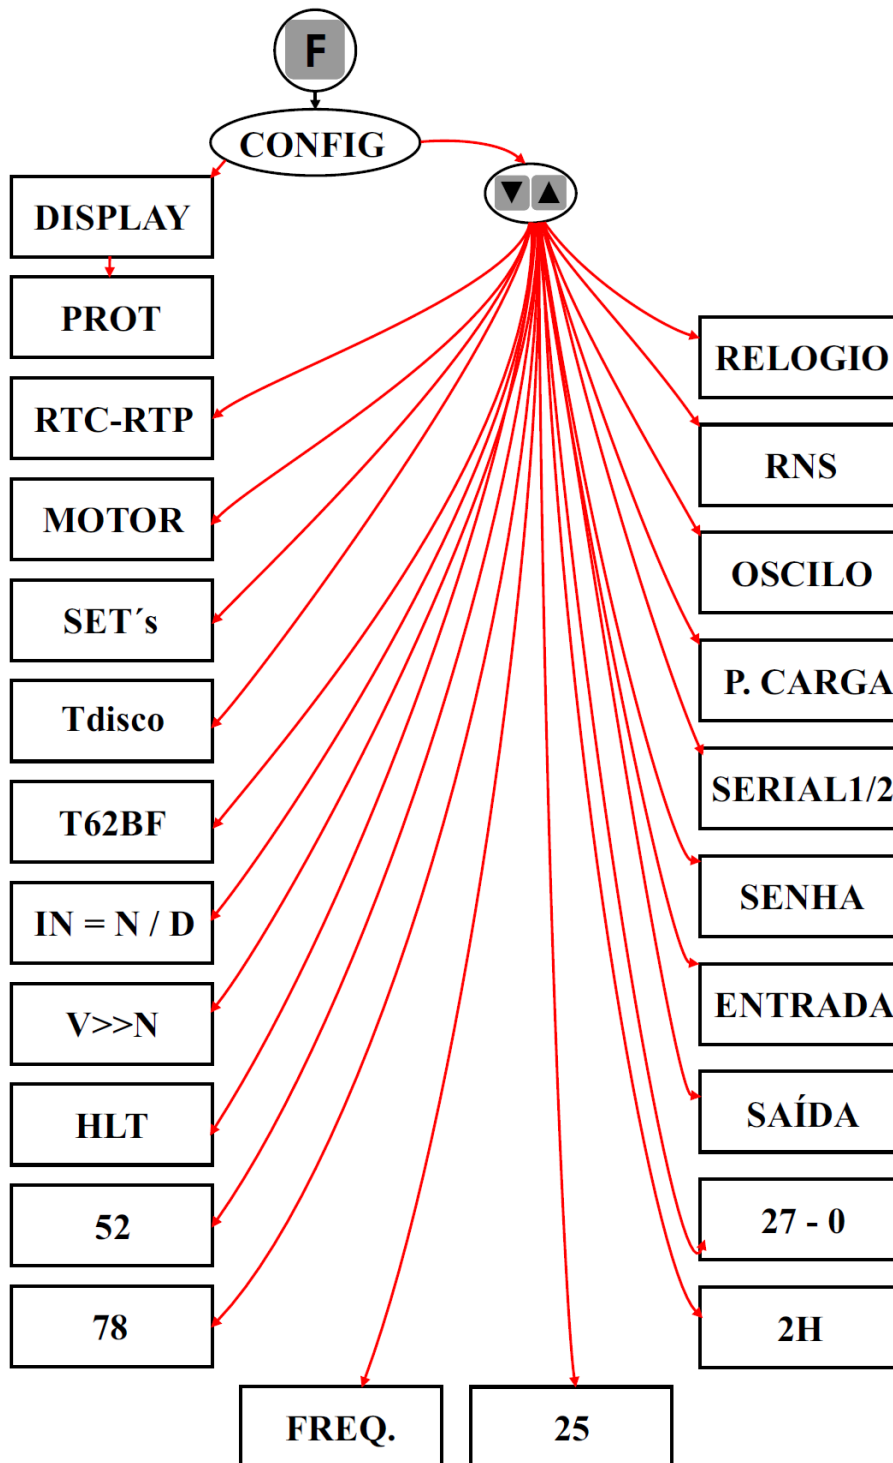 F
CONFIG
▼ ▲
DISPLAY
PROT
RTC-RTP
MOTOR
SET´s
Tdisco
T62BF
IN = N / D
V>>N
HLT
52
78
FREQ.
25
RELOGIO
RNS
OSCILO
P. CARGA
SERIAL1/2
SENHA
ENTRADA
SAÍDA
27 - 0
2H